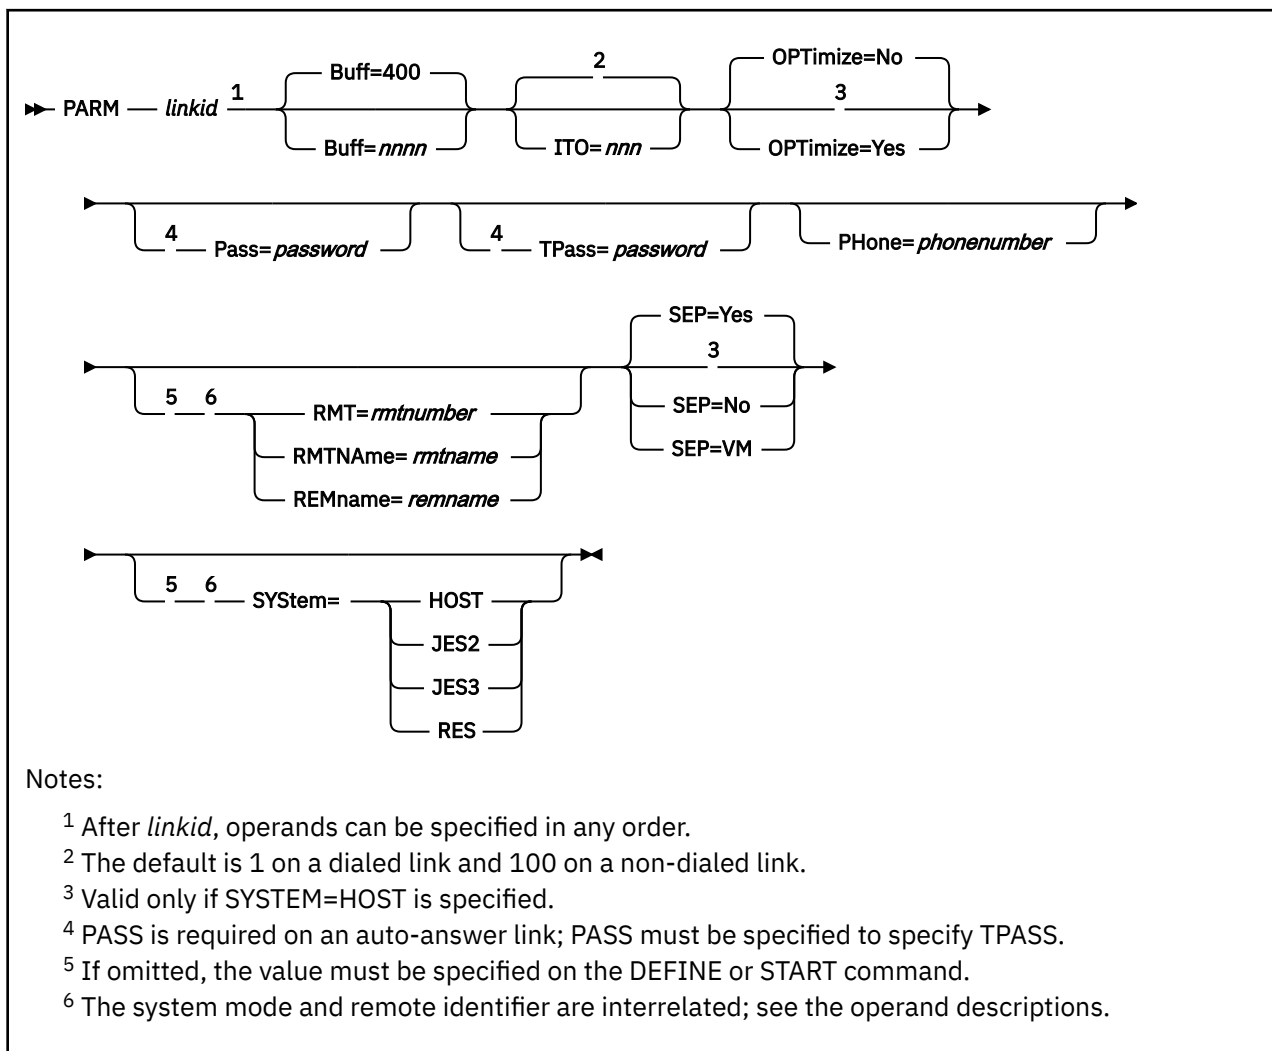 Buff=400 2 OPTimize=No
PARM linkid 1 3
Buff=nnnn ITO=nnn OPTimize=Yes
4 Pass=password 4 TPass=password PHone=phonenumber
SEP=Yes
3
5 6 RMT=rmtnumber SEP=No
RMTNAme=rmtname SEP=VM
REMname=remname
5 6 SYStem= HOST
JES2
JES3
RES
Notes:
1 After linkid, operands can be specified in any order.
2 The default is 1 on a dialed link and 100 on a non-dialed link.
3 Valid only if SYSTEM=HOST is specified.
4 PASS is required on an auto-answer link; PASS must be specified to specify TPASS.
5 If omitted, the value must be specified on the DEFINE or START command.
6 The system mode and remote identifier are interrelated; see the operand descriptions.